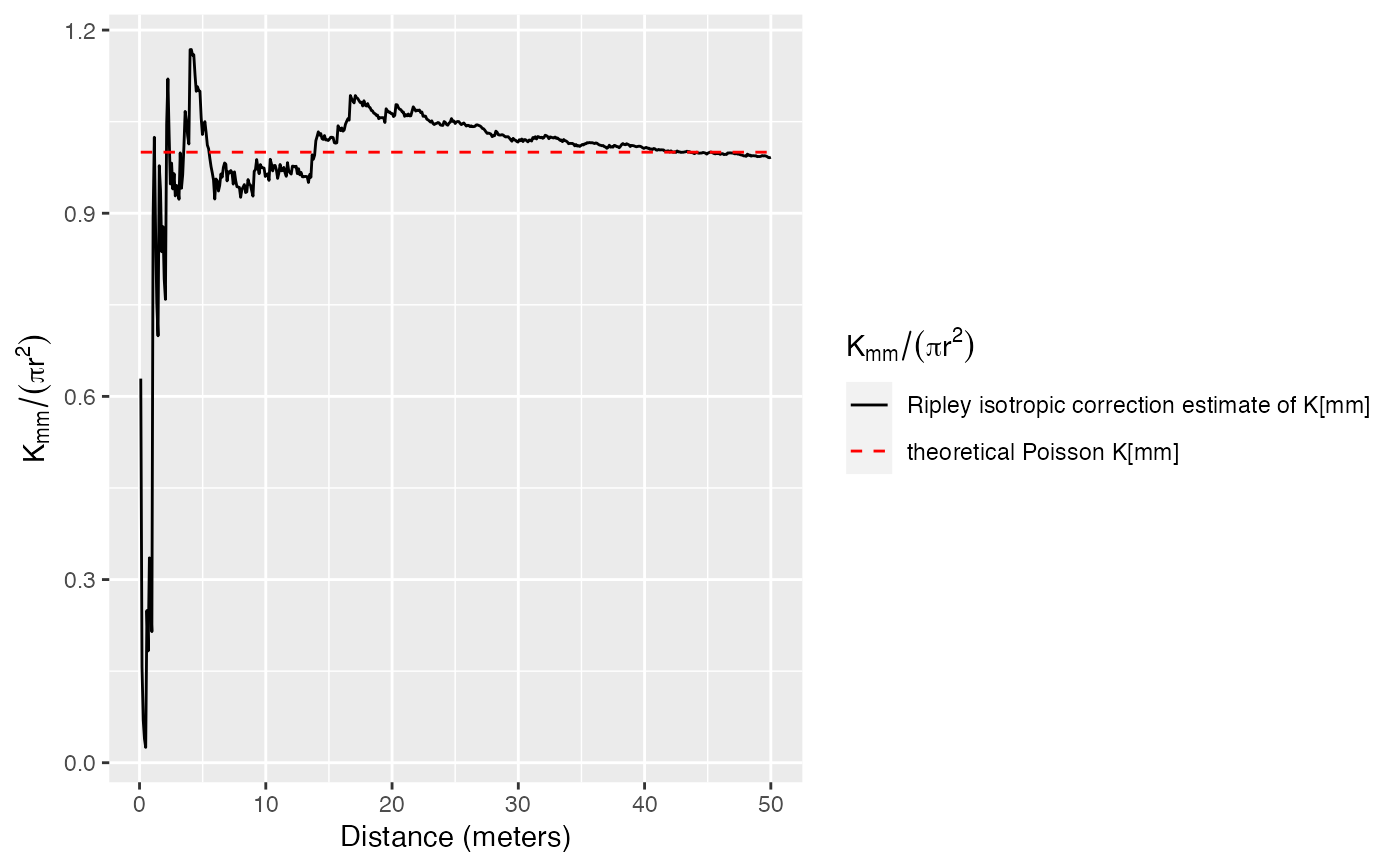 1.2
0.9
0.6
0.3
0.0
0 10 20 30 40 50
Distance (meters)
Kmm/(πr²)
Kmm/(πr²)
Ripley isotropic correction estimate of K[mm]
theoretical Poisson K[mm]